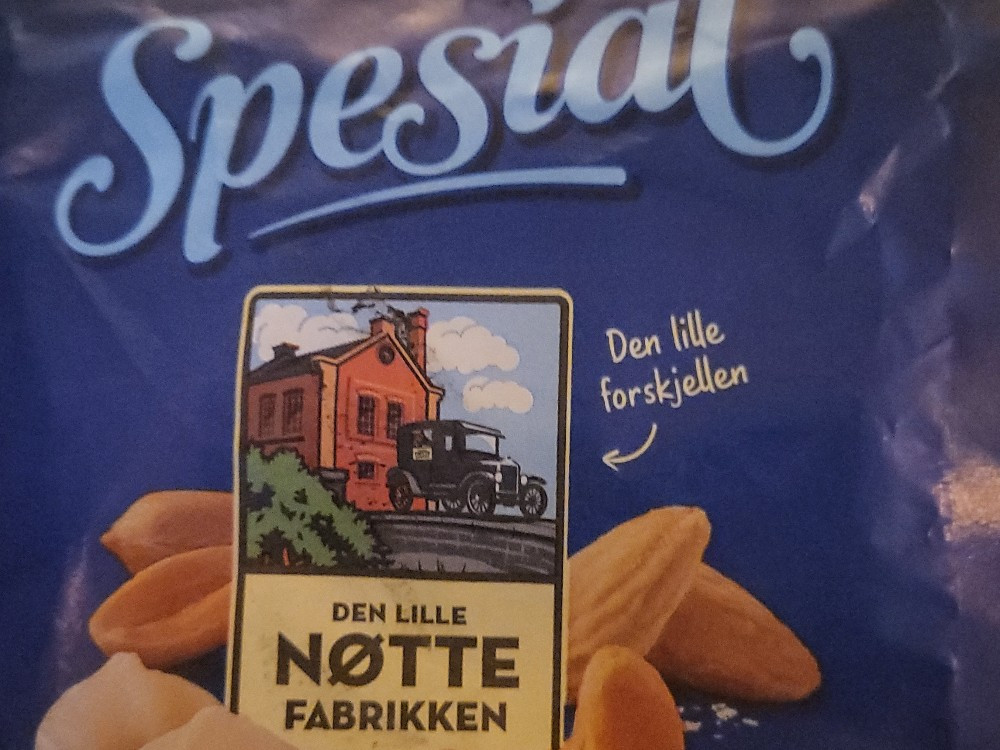 Spesial
Den lille
forskjellen
DEN LILLE
NØTTE
FABRIKKEN